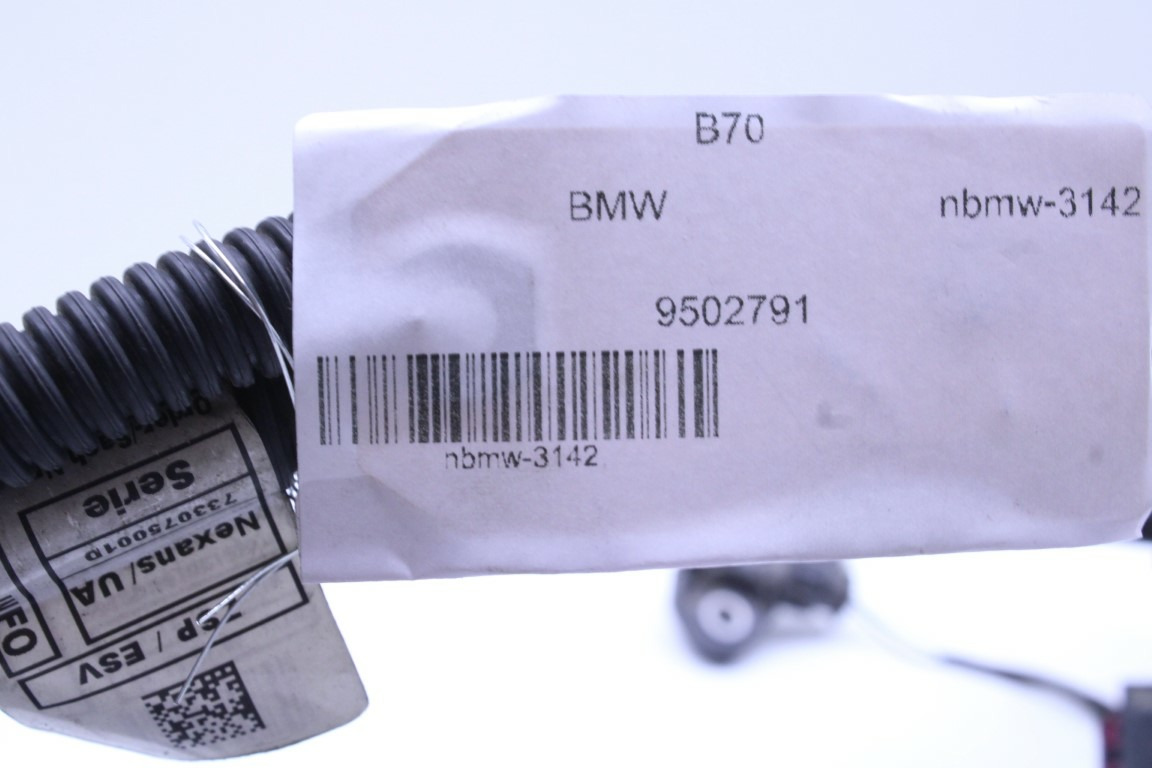 B70
BMW nbmw-3142
9502791
nbmw-3142
Serie
7330750010
Nexans/UA
/ ESV